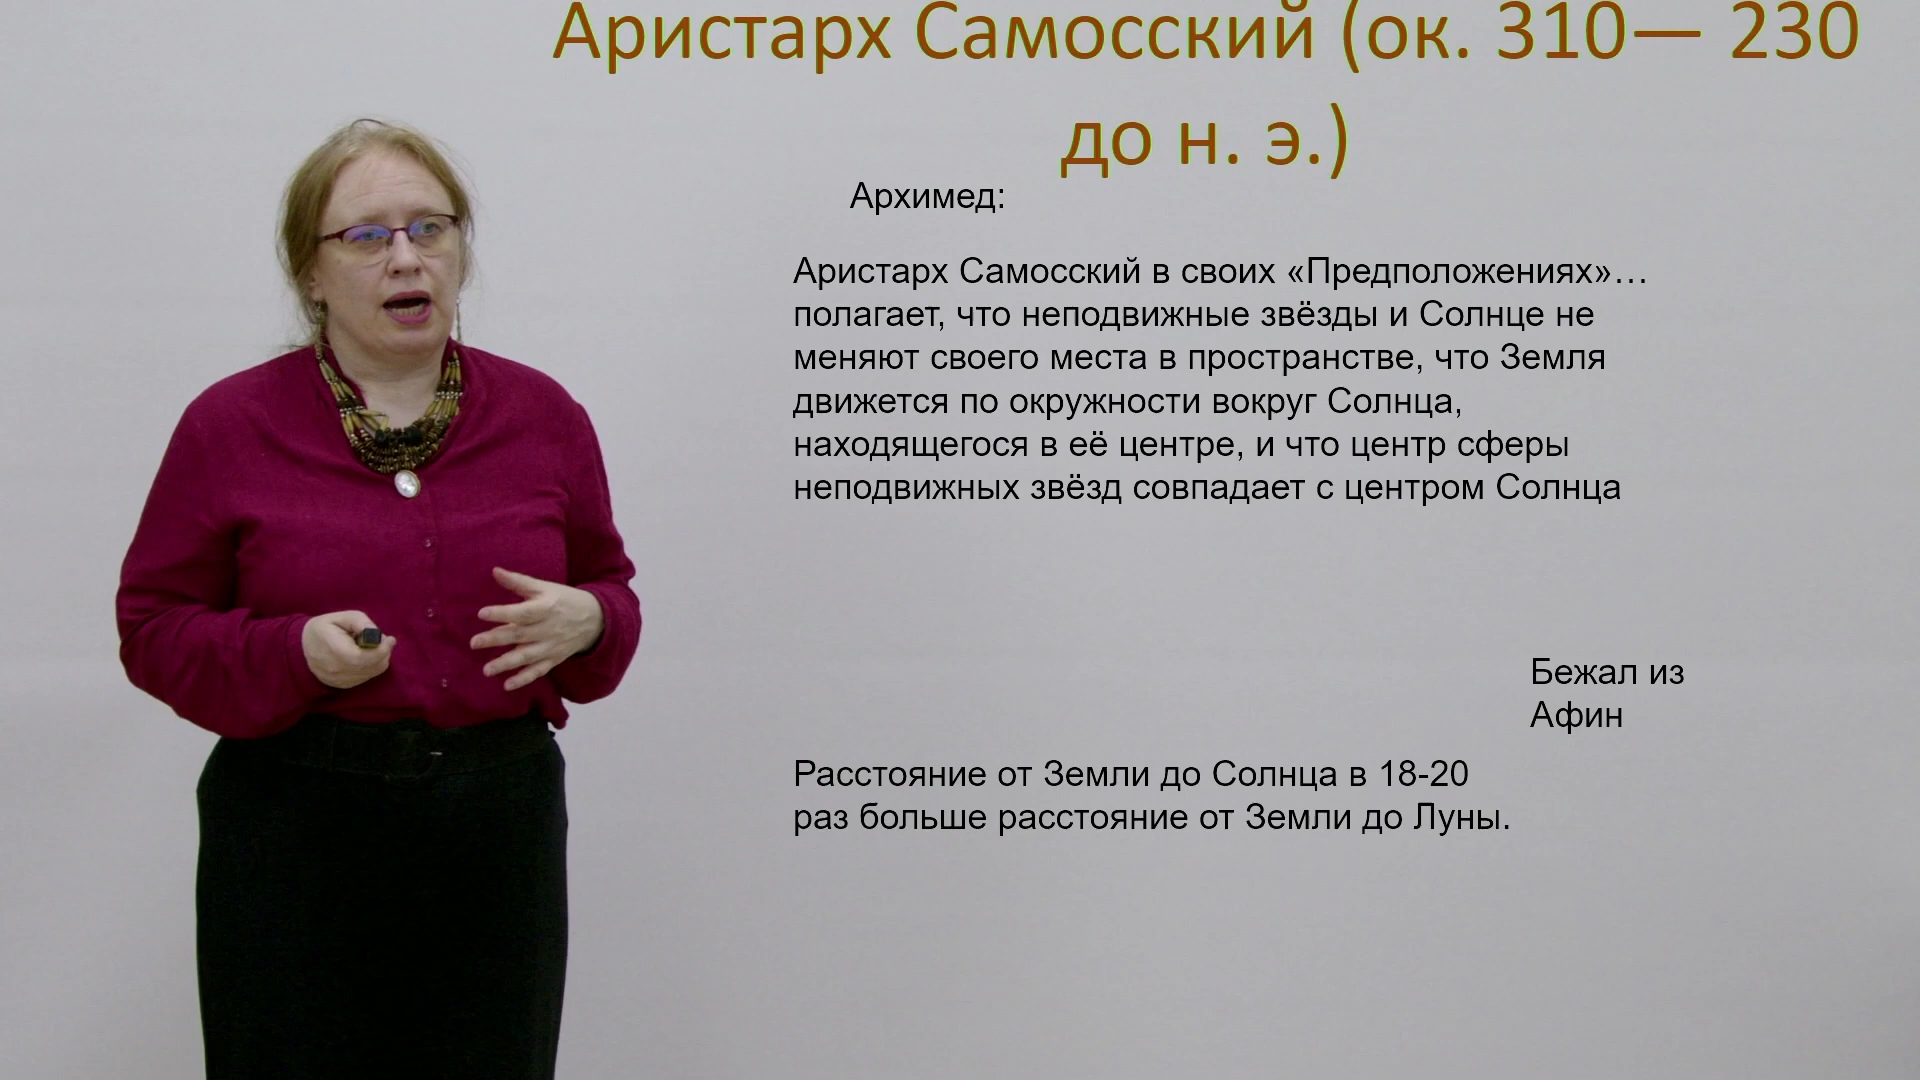 Аристарх Самосский (ок. 310— 230
до н. э.)
Архимед:
Аристарх Самосский в своих «Предположениях»…
полагает, что неподвижные звёзды и Солнце не
меняют своего места в пространстве, что Земля
движется по окружности вокруг Солнца,
находящегося в её центре, и что центр сферы
неподвижных звёзд совпадает с центром Солнца
Бежал из
Афин
Расстояние от Земли до Солнца в 18-20
раз больше расстояние от Земли до Луны.